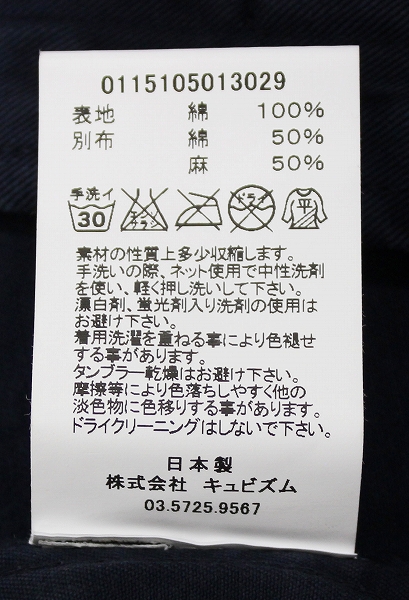 0115105013029
表地 綿 100%
別布 綿 50%
麻 50%
手洗イ
30 エンソサラシ ドライ 平
素材の性質上多少収縮します。
手洗いの際、ネット使用で中性洗剤
を使い、軽く押し洗いして下さい。
漂白剤、蛍光剤入り洗剤の使用は
お避け下さい。
着用洗濯を重ねる事により色褪せ
する事があります。
タンブラー乾燥はお避け下さい。
摩擦等により色落ちしやすく他の
淡色物に色移りする事があります。
ドライクリーニングはしないで下さい。
日本製
株式会社 キュビズム
03.5725.9567